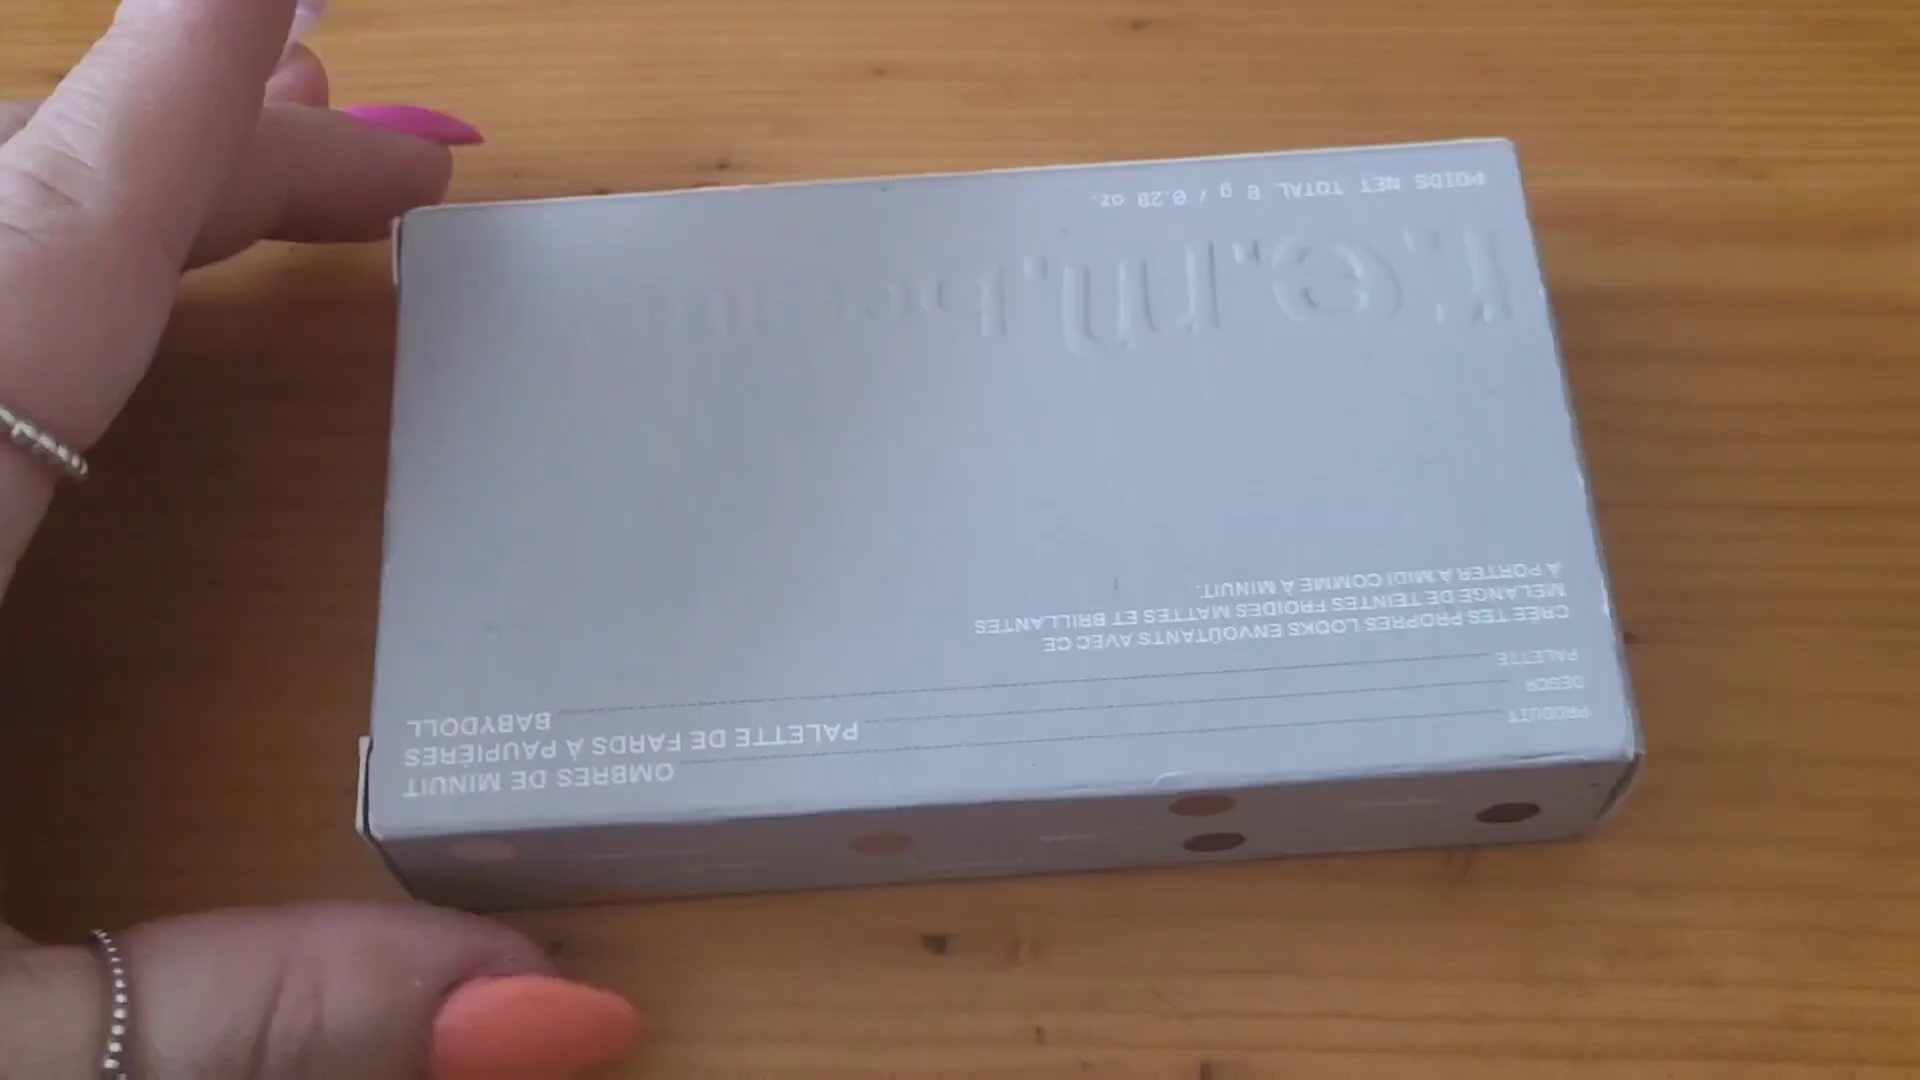 OMBRES DE MINUIT
PALETTE DE FARDS À PAUPIÈRES
BABYDOLL
PRODUIT
DESCR
PALETTE
CRÉE TES PROPRES LOOKS ENVOÛTANTS AVEC CE
MÉLANGE DE TEINTES FROIDES MATTES ET BRILLANTES
À PORTER À MIDI COMME À MINUIT.
r.e.m.beauty
POIDS NET TOTAL 8 g / 0.28 oz.